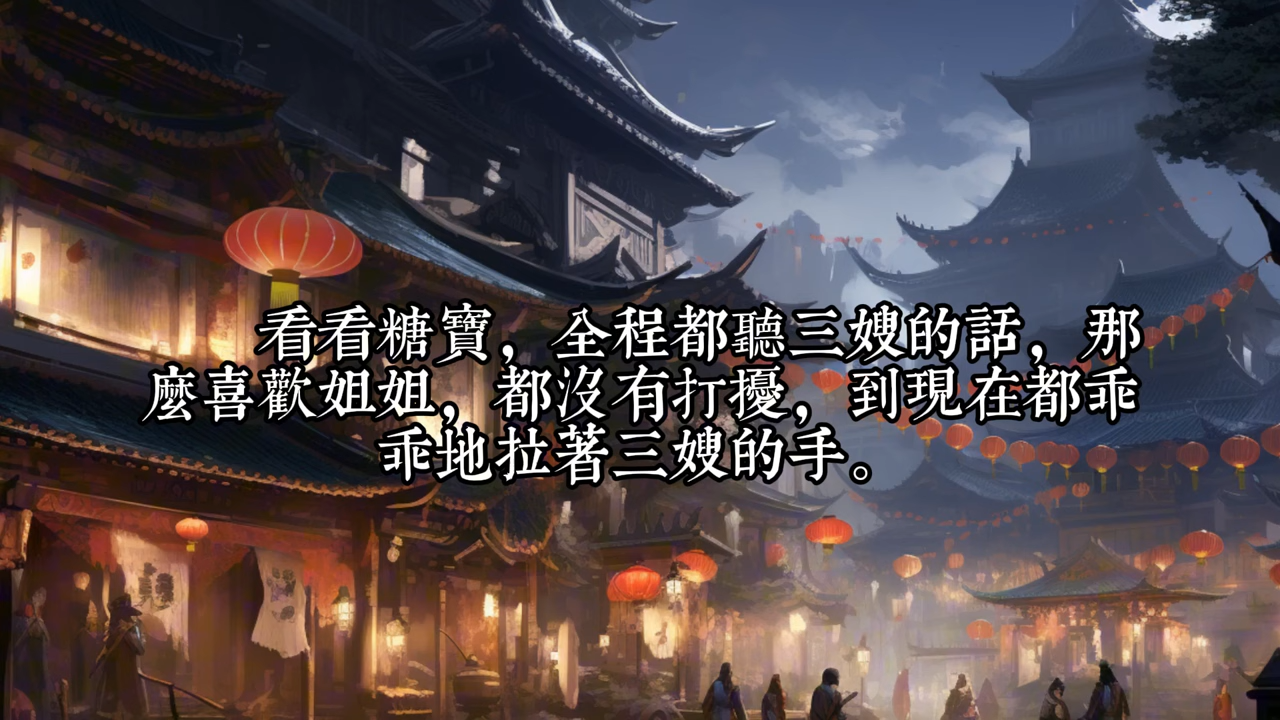 看看糖寶，全程都聽三嫂的話，那
麼喜歡姐姐，都沒有打擾，到現在都乖
乖地拉著三嫂的手。